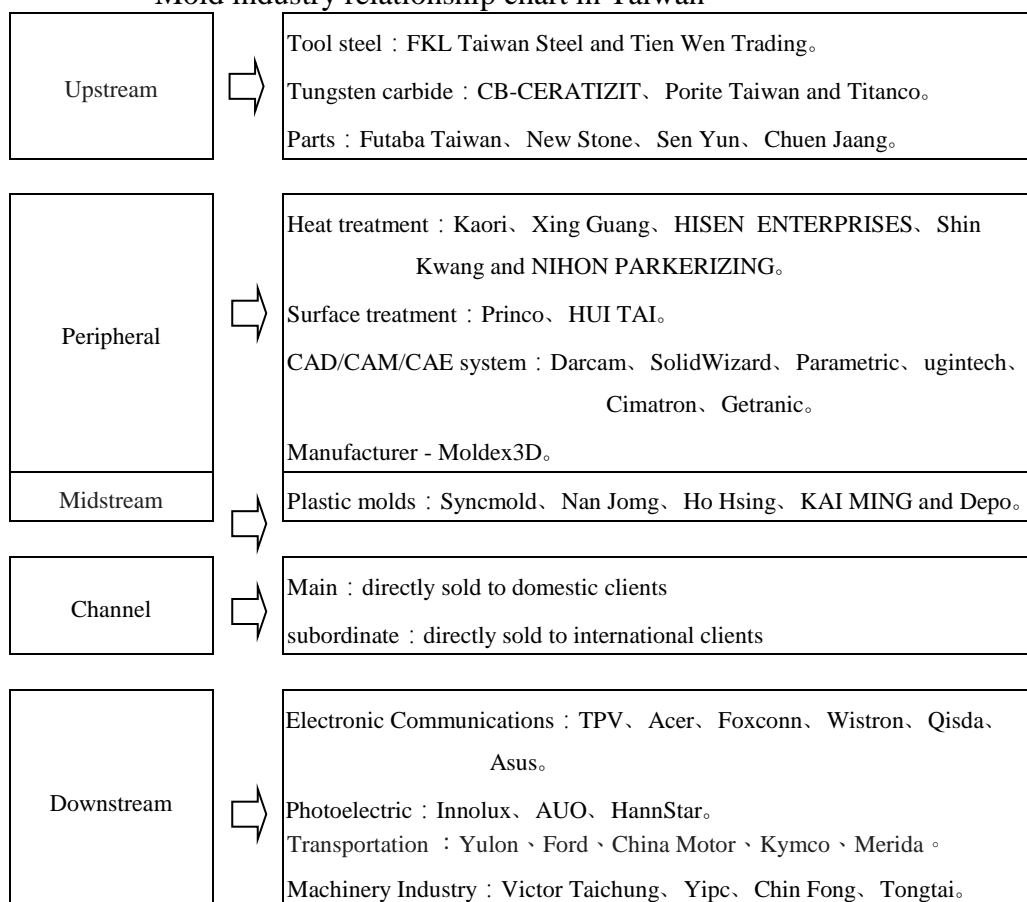 Mold industry relationship chart in Taiwan
Upstream
Tool steel：FKL Taiwan Steel and Tien Wen Trading。
Tungsten carbide：CB-CERATIZIT、Porite Taiwan and Titanco。
Parts：Futaba Taiwan、New Stone、Sen Yun、Chuen Jaang。
Peripheral
Heat treatment：Kaori、Xing Guang、HISEN ENTERPRISES、Shin
Kwang and NIHON PARKERIZING。
Surface treatment：Princo、HUI TAI。
CAD/CAM/CAE system：Darcam、SolidWizard、Parametric、ugintech、
Cimatron、Getranic。
Manufacturer - Moldex3D。
Midstream
Plastic molds：Syncmold、Nan Jomg、Ho Hsing、KAI MING and Depo。
Channel
Main：directly sold to domestic clients
subordinate：directly sold to international clients
Downstream
Electronic Communications：TPV、Acer、Foxconn、Wistron、Qisda、
Asus。
Photoelectric：Innolux、AUO、HannStar。
Transportation ：Yulon、Ford、China Motor、Kymco、Merida。
Machinery Industry：Victor Taichung、Yipc、Chin Fong、Tongtai。